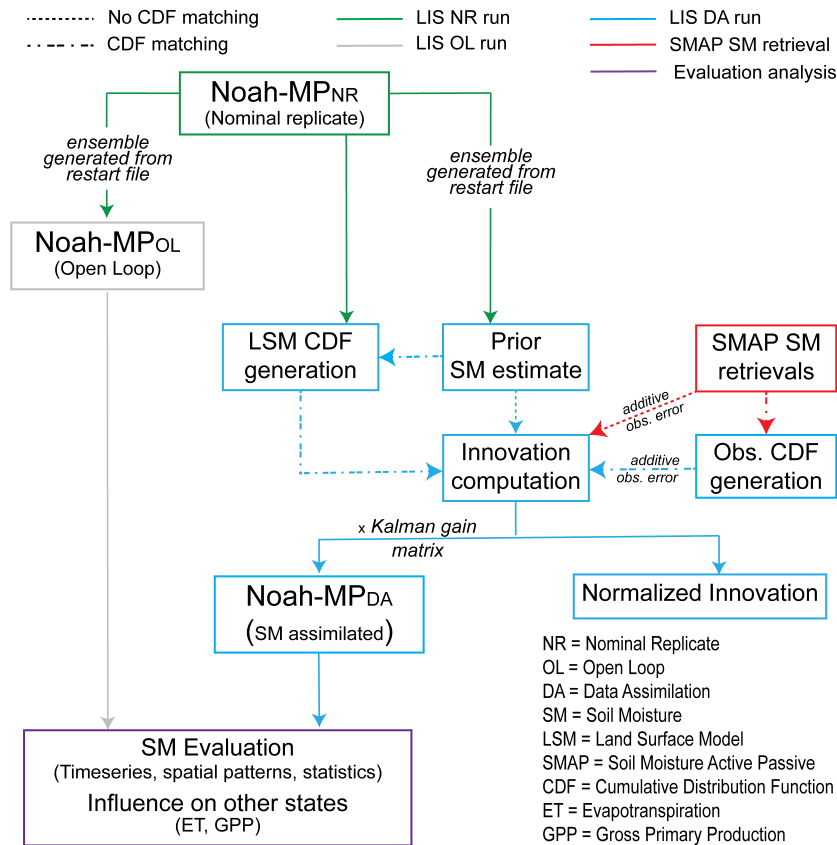 No CDF matching
LIS NR run
LIS DA run
CDF matching
LIS OL run
SMAP SM retrieval
Evaluation analysis
Noah-MPNR
(Nominal replicate)
ensemble
generated from
restart file
ensemble
generated from
restart file
Noah-MPOL
(Open Loop)
LSM CDF
generation
Prior
SM estimate
SMAP SM
retrievals
additive
obs. error
Innovation
computation
additive
obs. error
Obs. CDF
generation
x Kalman gain
matrix
Noah-MPDA
(SM assimilated)
Normalized Innovation
NR = Nominal Replicate
OL = Open Loop
DA = Data Assimilation
SM = Soil Moisture
LSM = Land Surface Model
SMAP = Soil Moisture Active Passive
CDF = Cumulative Distribution Function
ET = Evapotranspiration
GPP = Gross Primary Production
SM Evaluation
(Timeseries, spatial patterns, statistics)
Influence on other states
(ET, GPP)